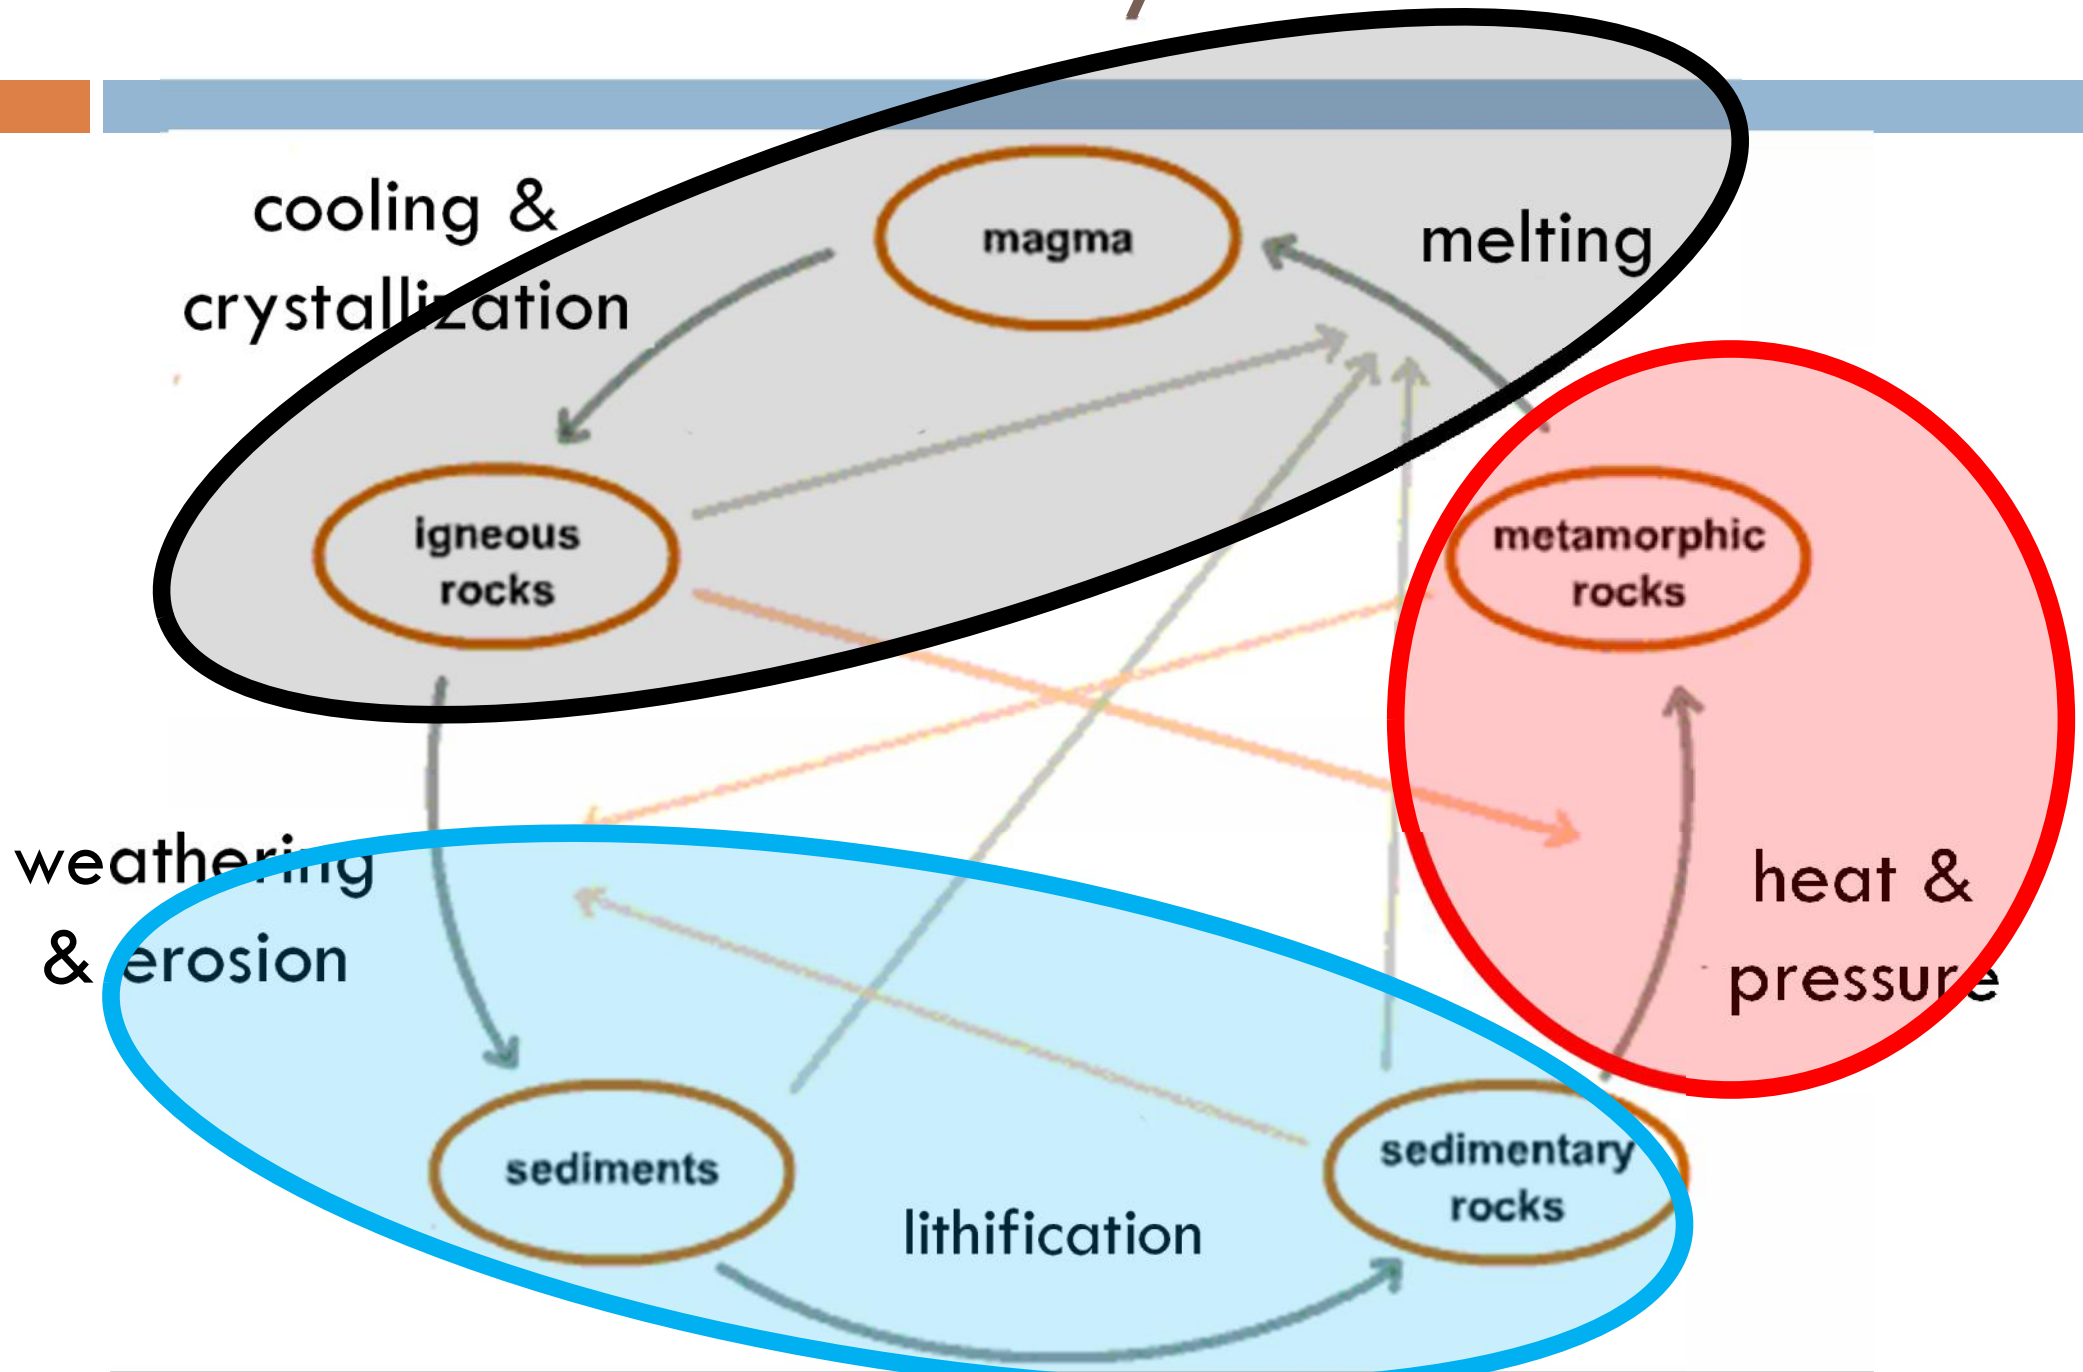 cooling &
crystallization
magma
melting
igneous
rocks
metamorphic
rocks
weathering
& erosion
heat &
pressure
sediments
lithification
sedimentary
rocks